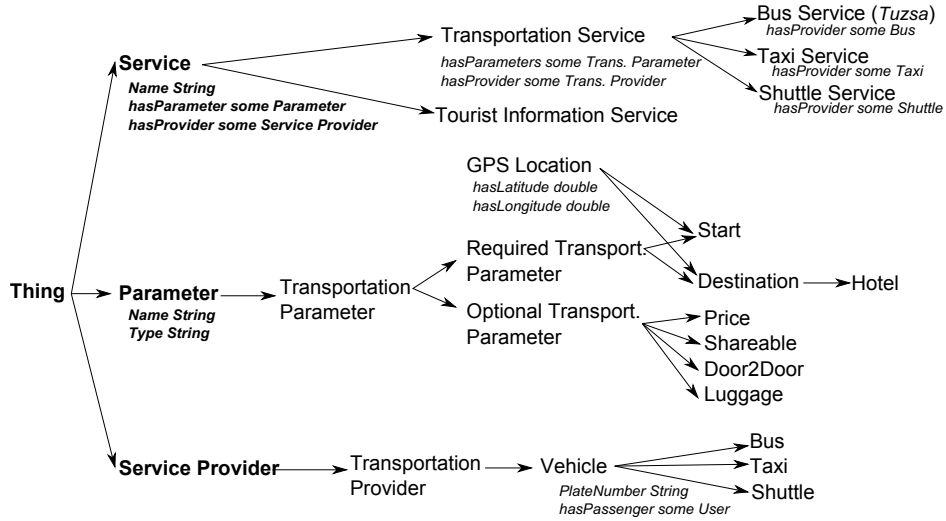 Bus Service (Tuzsa)
hasProvider some Bus
Transportation Service
hasParameters some Trans. Parameter
hasProvider some Trans. Provider
Taxi Service
hasProvider some Taxi
Shuttle Service
hasProvider some Shuttle
Service
Name String
hasParameter some Parameter
hasProvider some Service Provider
Tourist Information Service
GPS Location
hasLatitude double
hasLongitude double
Start
Required Transport.
Parameter
Destination
Hotel
Thing
Parameter
Name String
Type String
Transportation
Parameter
Optional Transport.
Parameter
Price
Shareable
Door2Door
Luggage
Service Provider
Transportation
Provider
Vehicle
PlateNumber String
hasPassenger some User
Bus
Taxi
Shuttle